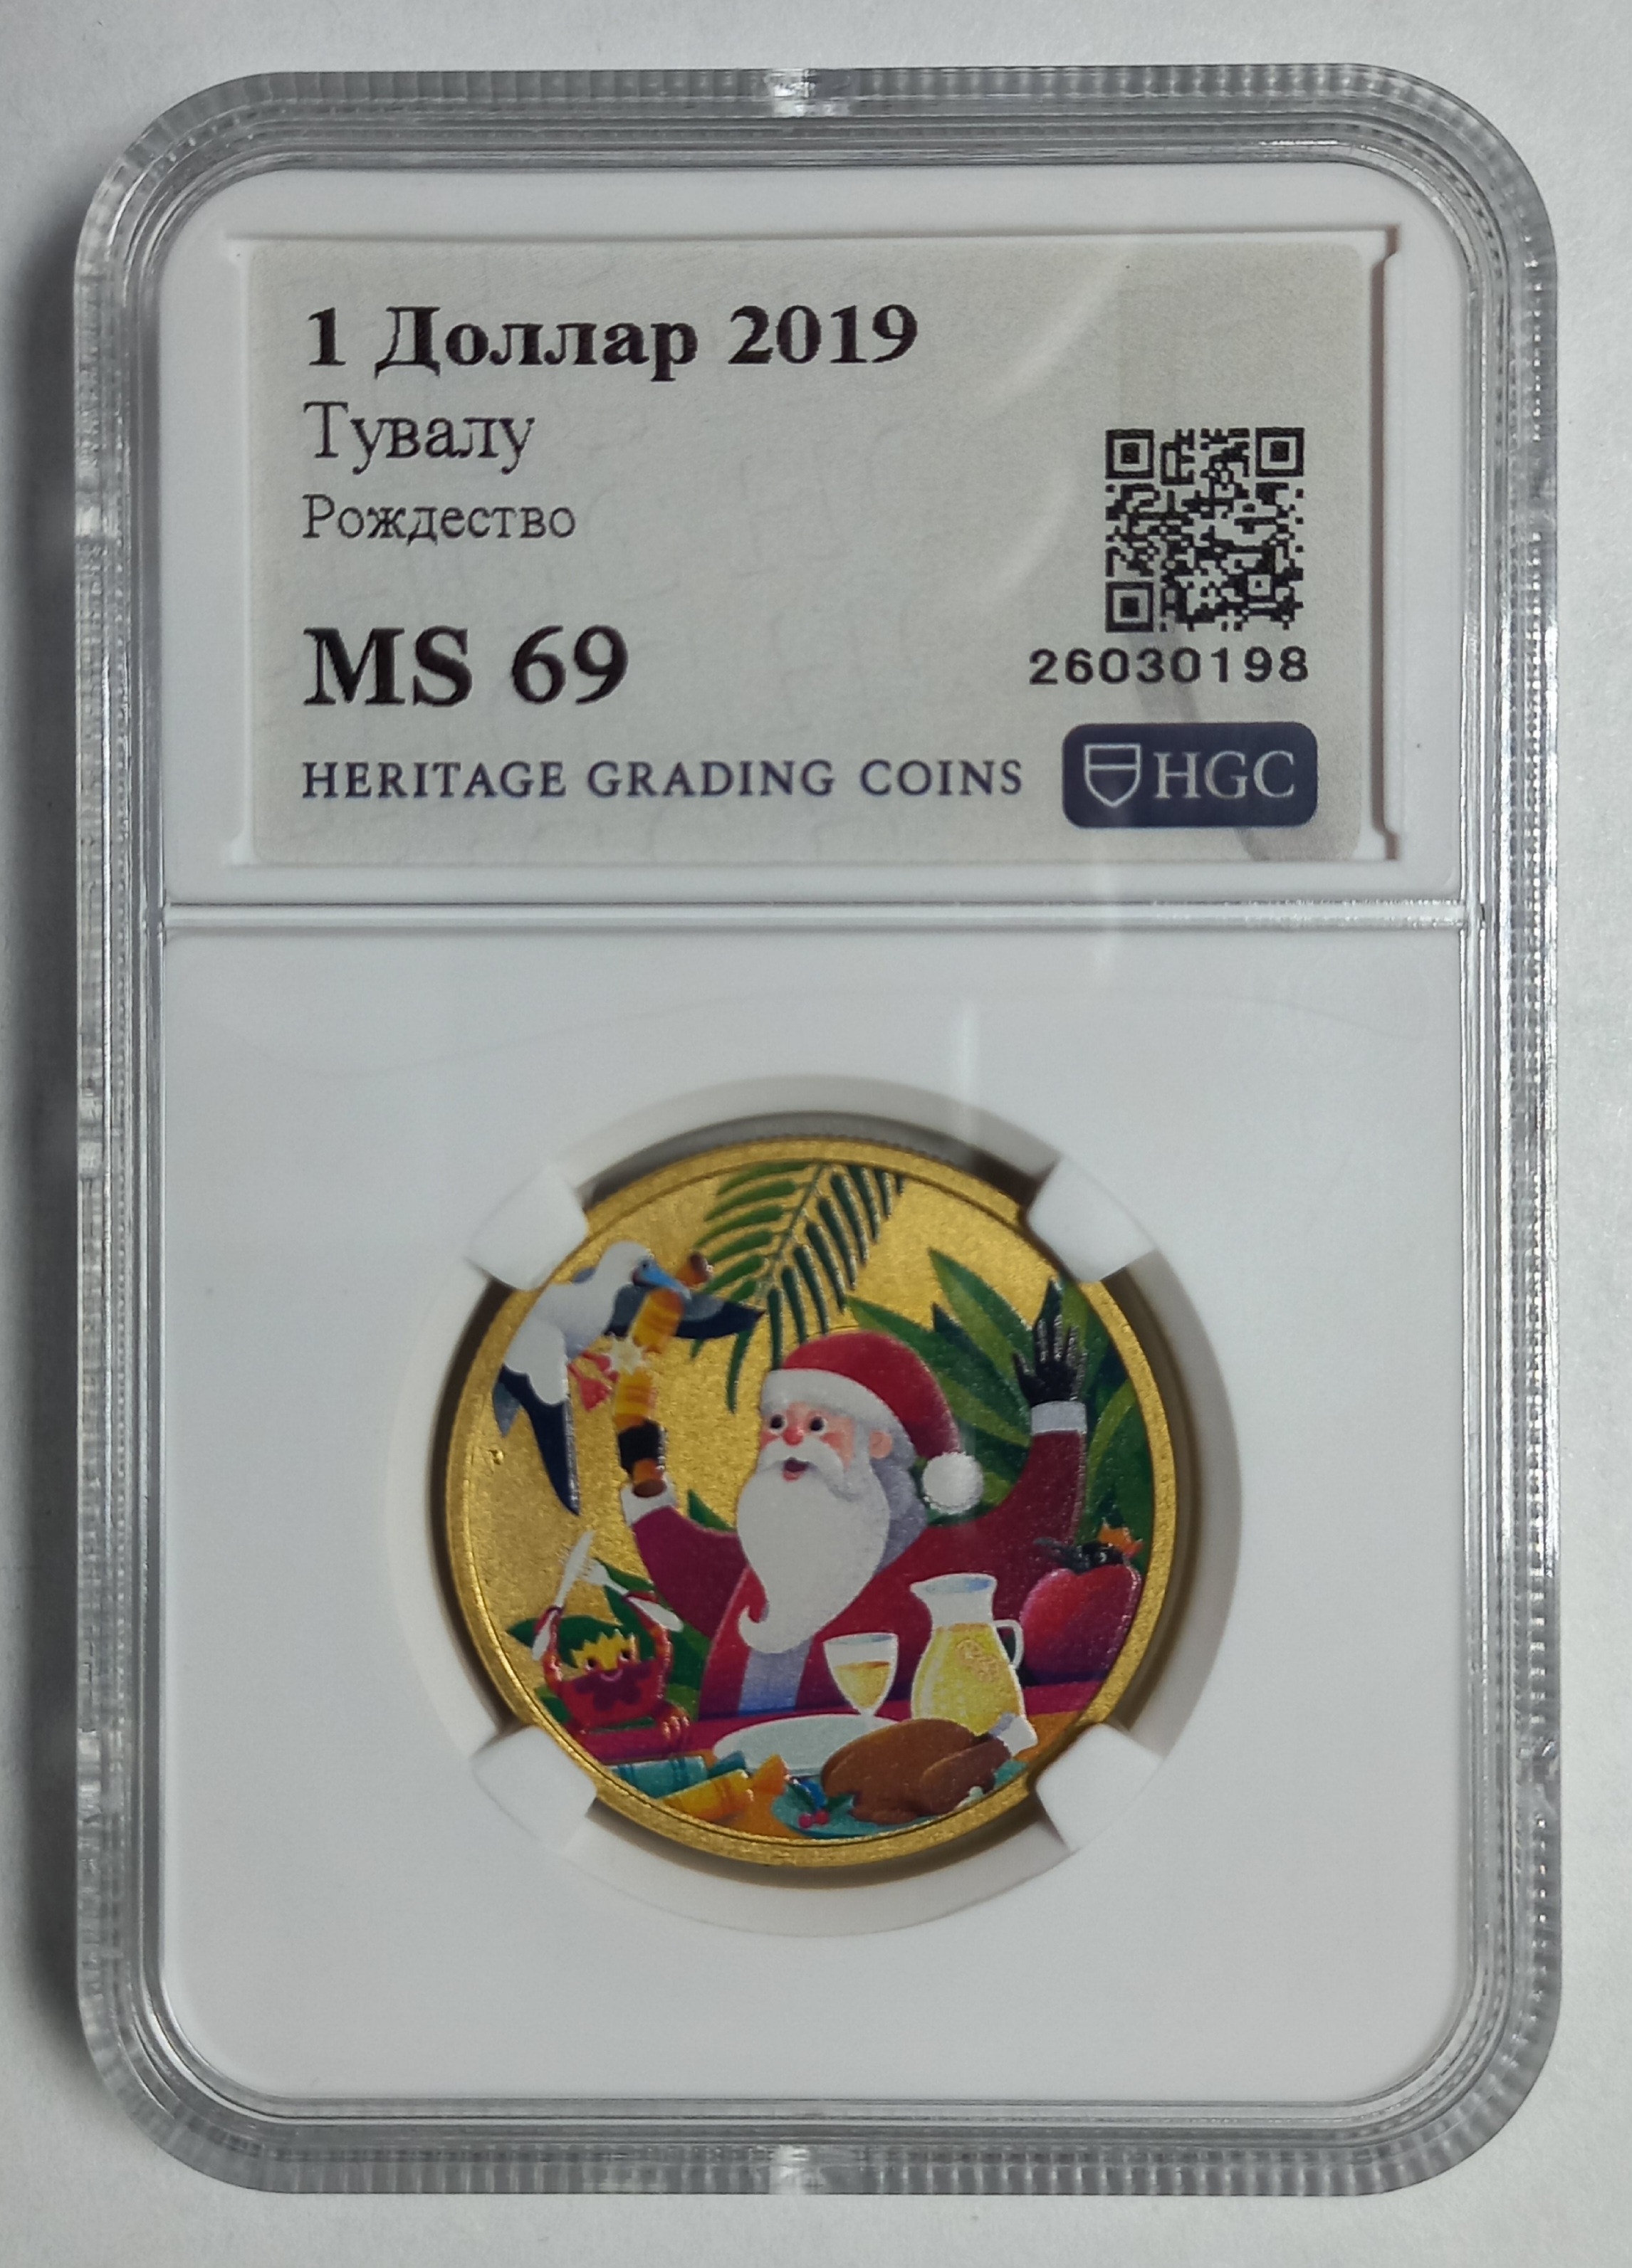 1 Доллар 2019
Тувалу
Рождество
MS 69
26030198
HERITAGE GRADING COINS HGC